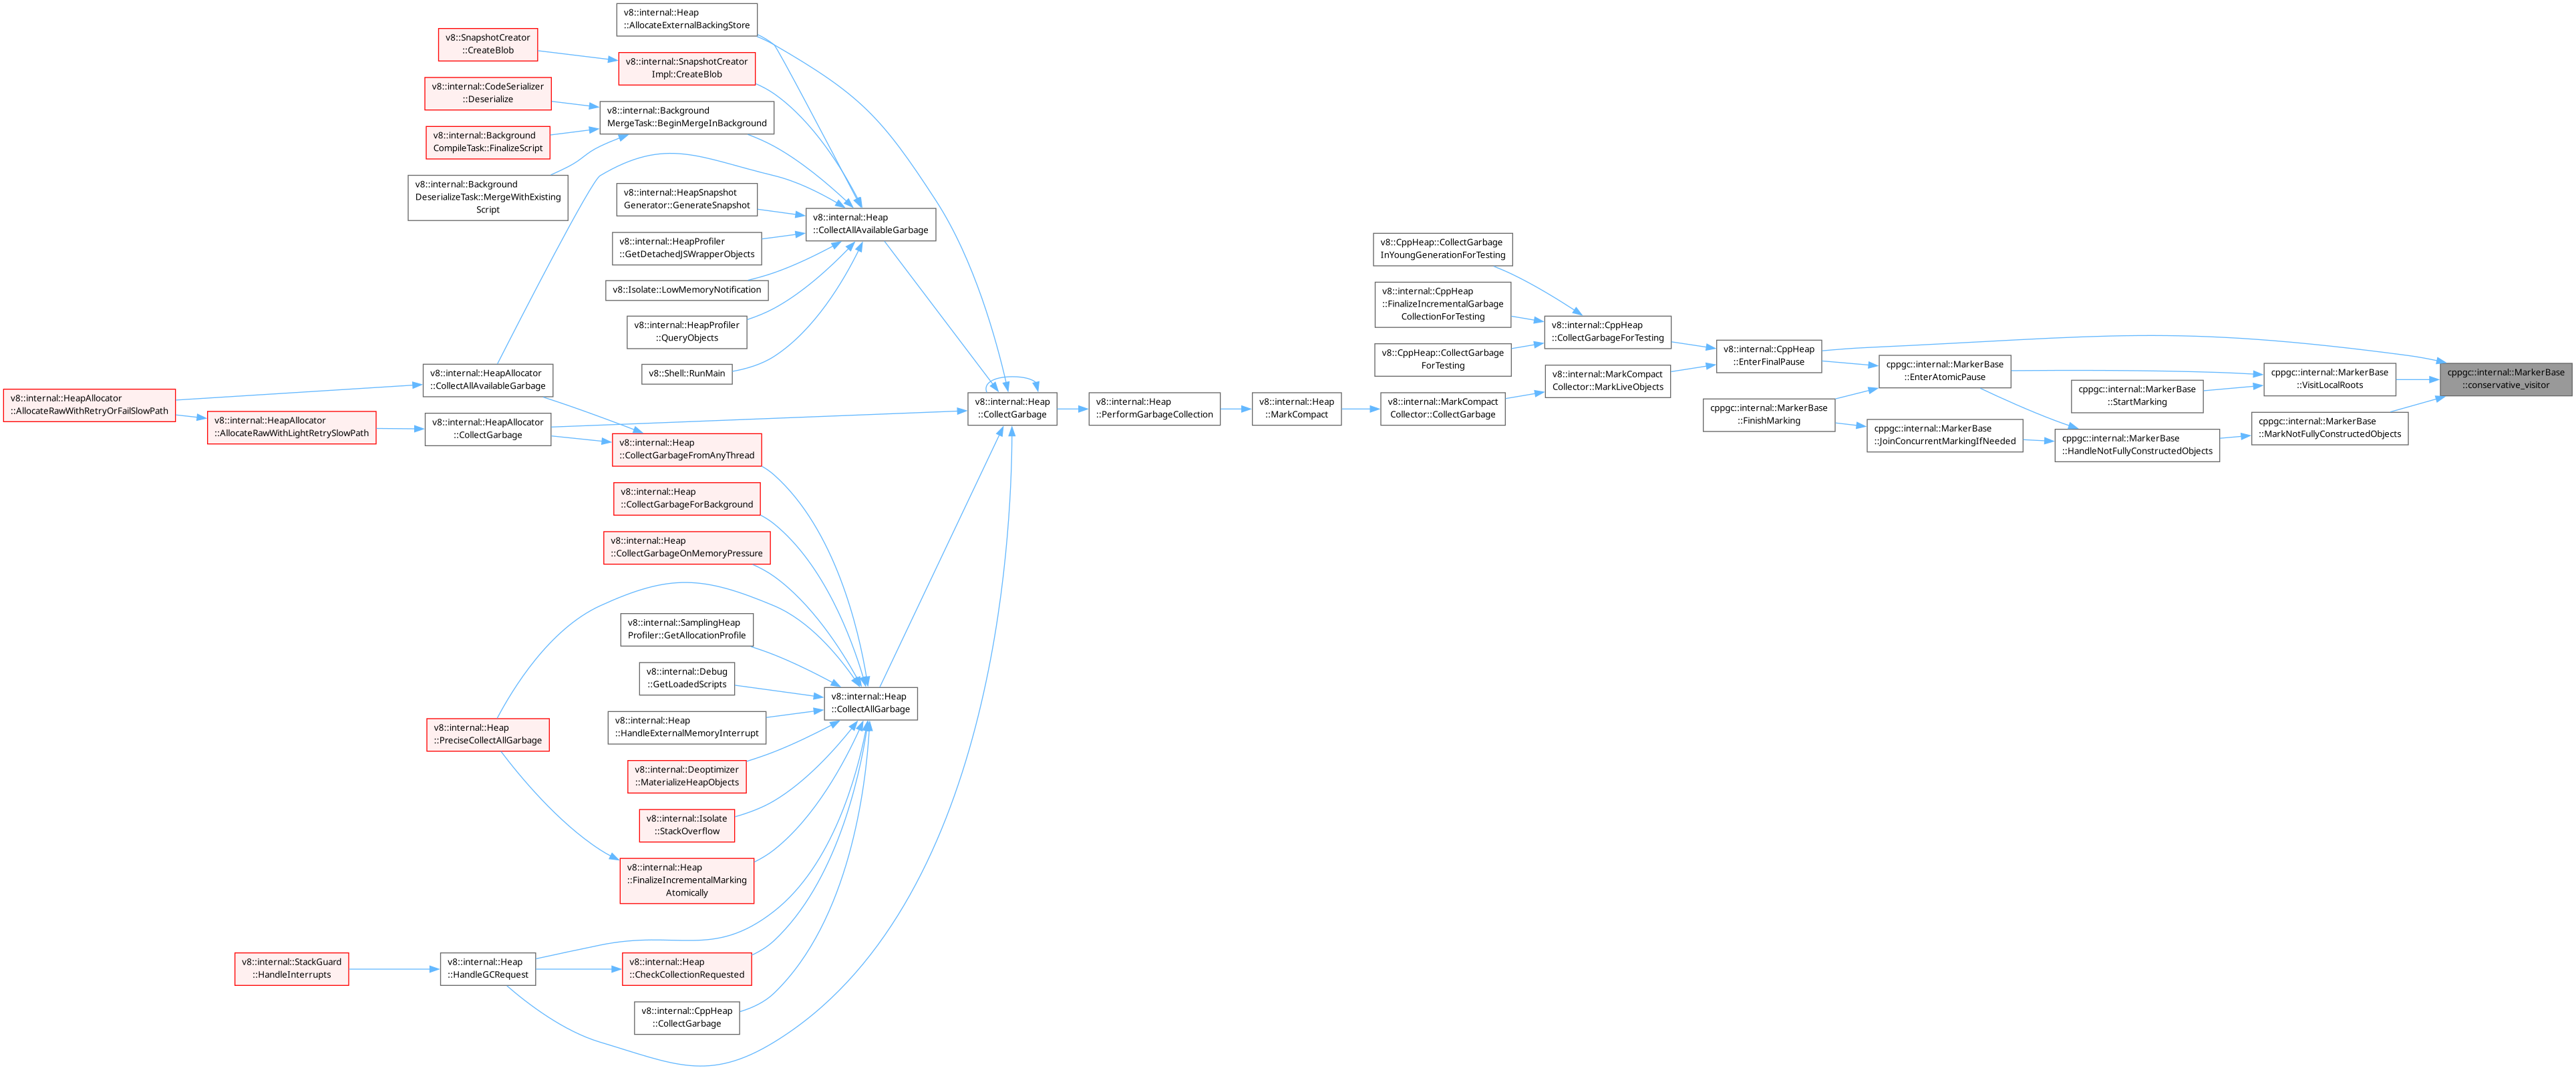 v8::internal::Heap
::AllocateExternalBackingStore
v8::SnapshotCreator
::CreateBlob
v8::internal::SnapshotCreator
Impl::CreateBlob
v8::internal::CodeSerializer
::Deserialize
v8::internal::Background
MergeTask::BeginMergeInBackground
v8::internal::Background
CompileTask::FinalizeScript
v8::internal::Background
DeserializeTask::MergeWithExisting
Script
v8::internal::HeapSnapshot
Generator::GenerateSnapshot
v8::internal::Heap
::CollectAllAvailableGarbage
v8::internal::HeapProfiler
::GetDetachedJSWrapperObjects
v8::Isolate::LowMemoryNotification
v8::internal::HeapProfiler
::QueryObjects
v8::Shell::RunMain
v8::internal::HeapAllocator
::CollectAllAvailableGarbage
v8::internal::HeapAllocator
::AllocateRawWithRetryOrFailSlowPath
v8::internal::HeapAllocator
::AllocateRawWithLightRetrySlowPath
v8::internal::HeapAllocator
::CollectGarbage
v8::internal::Heap
::CollectGarbageFromAnyThread
v8::internal::Heap
::CollectGarbageForBackground
v8::internal::Heap
::CollectGarbageOnMemoryPressure
v8::internal::SamplingHeap
Profiler::GetAllocationProfile
v8::internal::Debug
::GetLoadedScripts
v8::internal::Heap
::CollectAllGarbage
v8::internal::Heap
::HandleExternalMemoryInterrupt
v8::internal::Heap
::PreciseCollectAllGarbage
v8::internal::Deoptimizer
::MaterializeHeapObjects
v8::internal::Isolate
::StackOverflow
v8::internal::Heap
::FinalizeIncrementalMarking
Atomically
v8::internal::StackGuard
::HandleInterrupts
v8::internal::Heap
::HandleGCRequest
v8::internal::Heap
::CheckCollectionRequested
v8::internal::CppHeap
::CollectGarbage
v8::internal::Heap
::CollectGarbage
v8::internal::Heap
::PerformGarbageCollection
v8::internal::Heap
::MarkCompact
v8::internal::MarkCompact
Collector::CollectGarbage
v8::CppHeap::CollectGarbage
InYoungGenerationForTesting
v8::internal::CppHeap
::FinalizeIncrementalGarbage
CollectionForTesting
v8::CppHeap::CollectGarbage
ForTesting
v8::internal::CppHeap
::CollectGarbageForTesting
v8::internal::MarkCompact
Collector::MarkLiveObjects
v8::internal::CppHeap
::EnterFinalPause
cppgc::internal::MarkerBase
::FinishMarking
cppgc::internal::MarkerBase
::EnterAtomicPause
cppgc::internal::MarkerBase
::JoinConcurrentMarkingIfNeeded
cppgc::internal::MarkerBase
::StartMarking
cppgc::internal::MarkerBase
::HandleNotFullyConstructedObjects
cppgc::internal::MarkerBase
::VisitLocalRoots
cppgc::internal::MarkerBase
::MarkNotFullyConstructedObjects
cppgc::internal::MarkerBase
::conservative_visitor